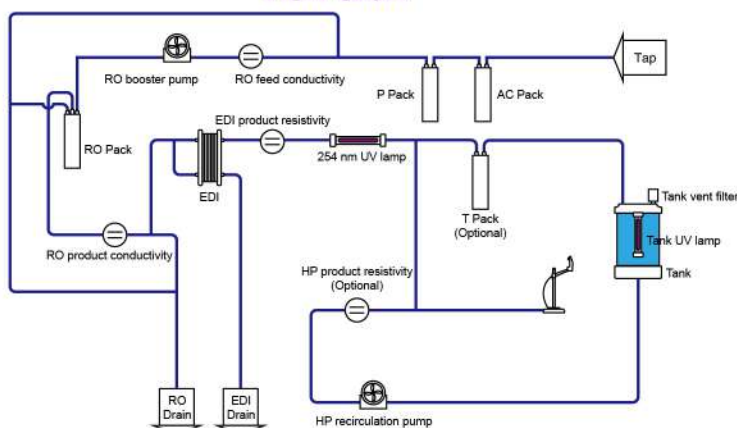 Tap
RO booster pump
RO feed conductivity
P Pack
AC Pack
EDI product resistivity
RO Pack
254 nm UV lamp
EDI
T Pack
(Optional)
Tank vent filter
Tank UV lamp
Tank
RO product conductivity
HP product resistivity
(Optional)
RO
Drain
EDI
Drain
HP recirculation pump